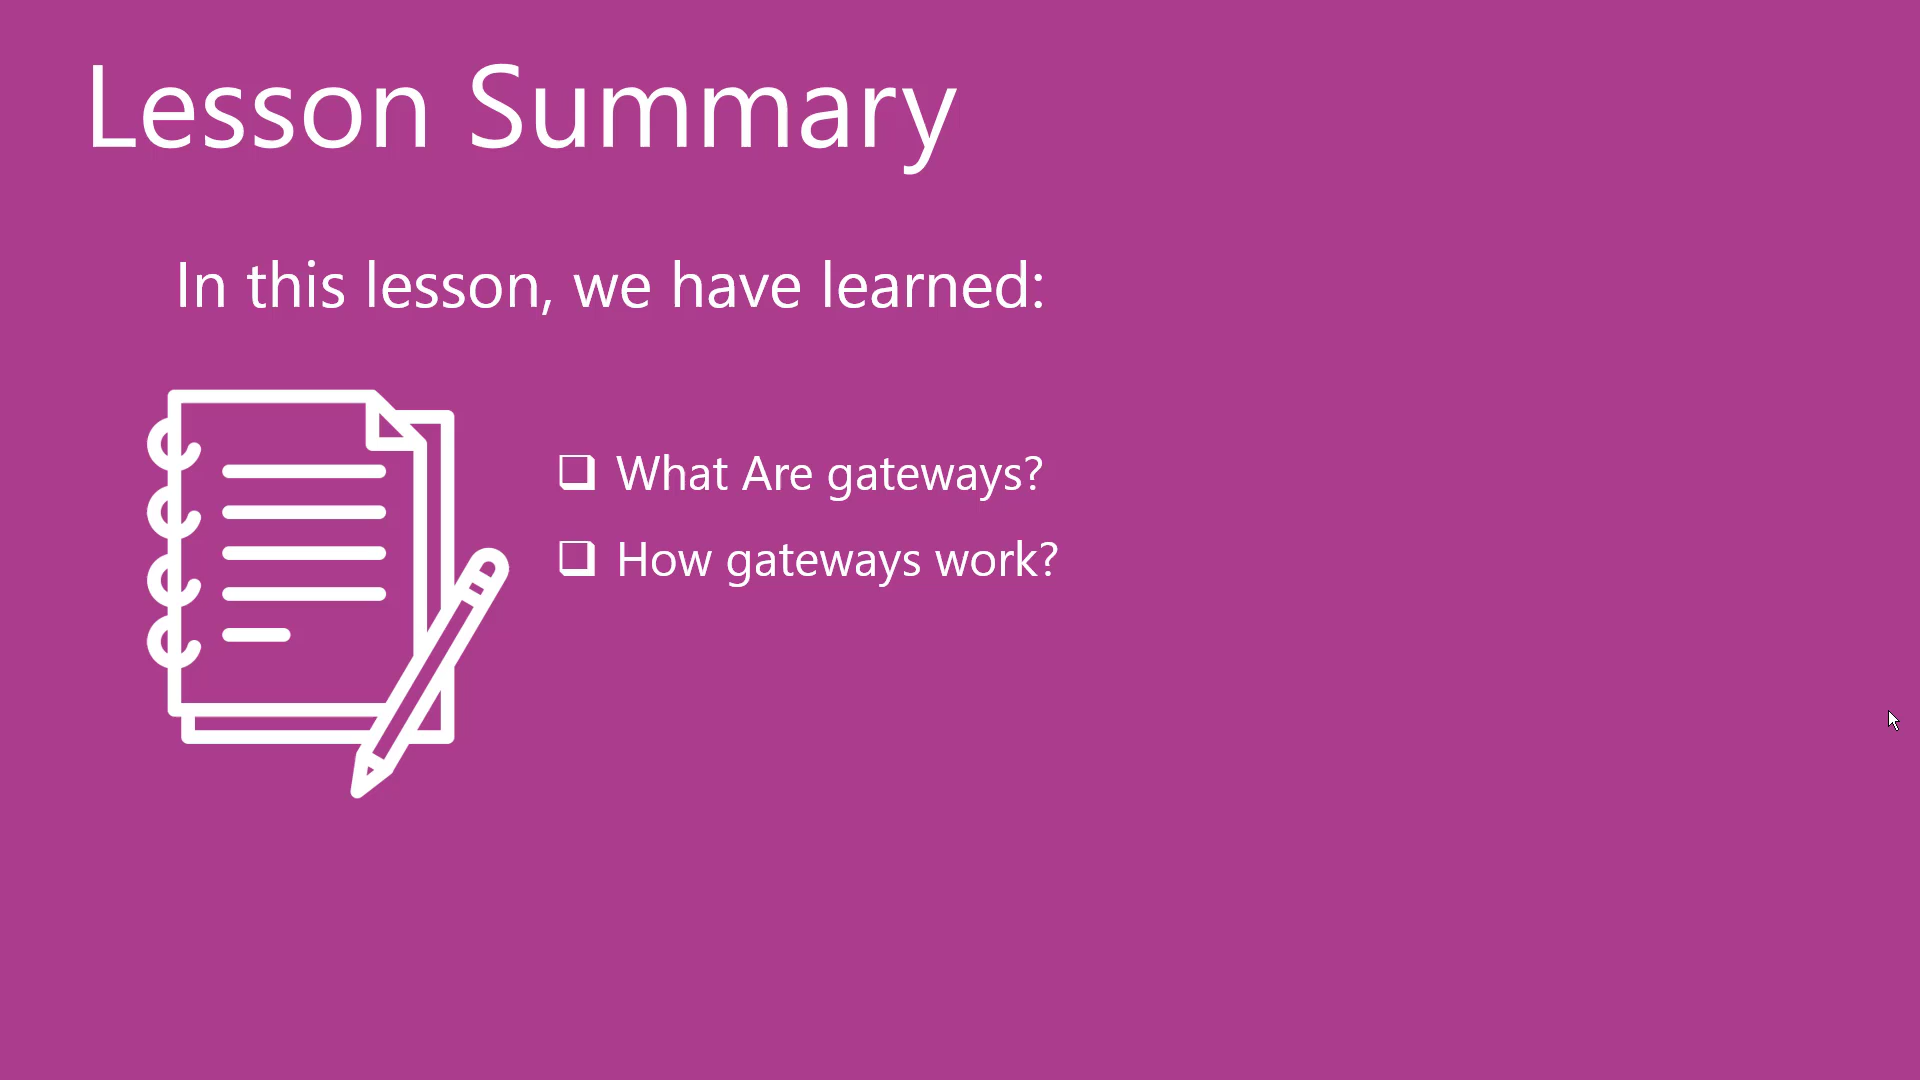 Lesson Summary
In this lesson, we have learned:
❑ What Are gateways?
❑ How gateways work?